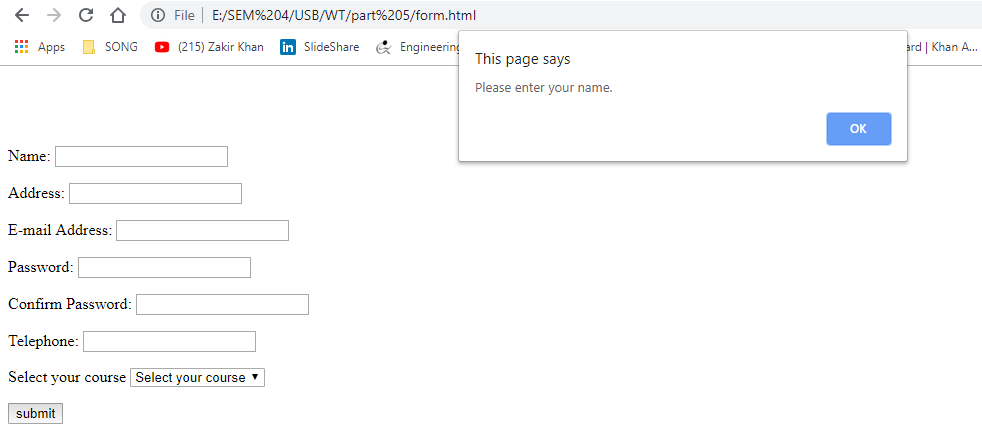 File | E:/SEM%204/USB/WT/part%205/form.html
Apps SONG (215) Zakir Khan SlideShare Engineering ard | Khan A...
This page says
Please enter your name.
OK
Name:
Address:
E-mail Address:
Password:
Confirm Password:
Telephone:
Select your course Select your course
submit